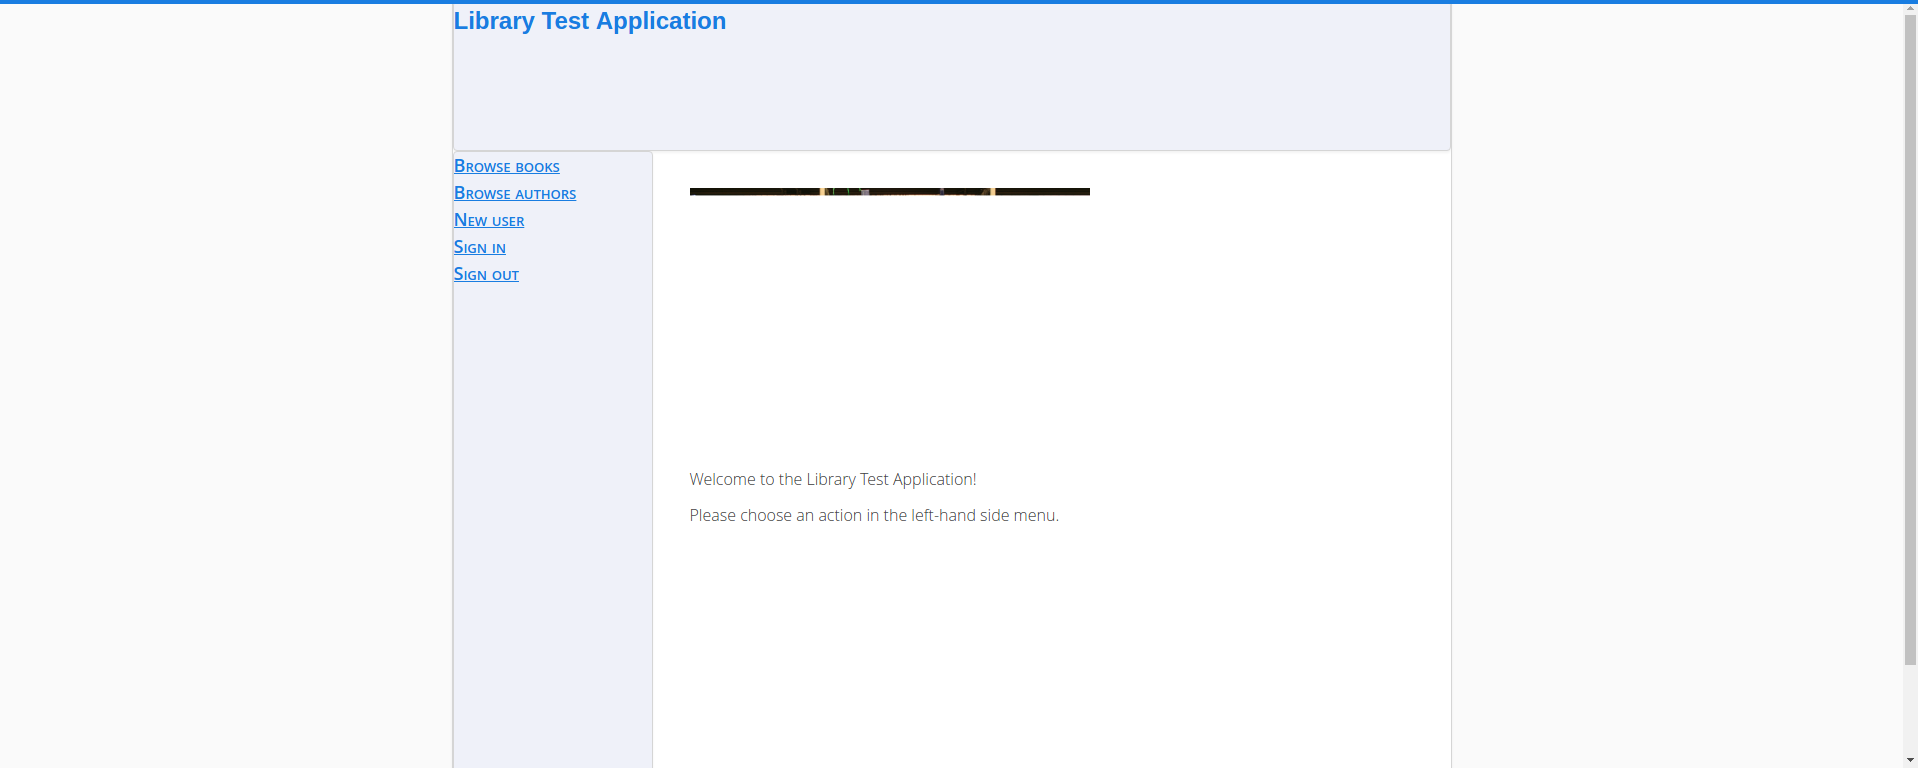 Library Test Application
Browse books
Browse authors
New user
Sign in
Sign out
Welcome to the Library Test Application!
Please choose an action in the left-hand side menu.